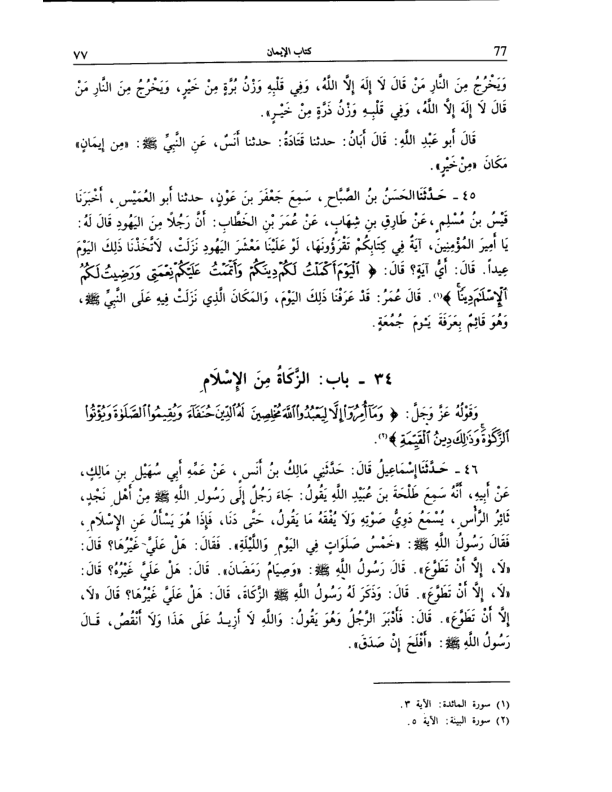 77 كتاب الإيمان ٧٧
وَيَخْرُجُ مِنَ النَّارِ مَنْ قَالَ لَا إِلَهَ إِلَّا اللَّهُ، وَفِي قَلْبِهِ وَزْنُ بُرَّةٍ مِنْ خَيْرٍ، وَيَخْرُجُ مِنَ النَّارِ مَنْ
قَالَ لَا إِلَهَ إِلَّا اللَّهُ، وَفِي قَلْبِهِ وَزْنُ ذَرَّةٍ مِنْ خَيْرٍ».
قَالَ أَبو عَبْدِ اللَّهِ: قَالَ أَبَانُ: حدثنا قَتَادَةُ: حدثنا أَنَسٌ، عَنِ النَّبِيِّ ﷺ: «مِن إِيمَانٍ»
مَكَانَ «مِنْ خَيْرٍ».
٤٥ - حَدَّثَنَا الحَسَنُ بنُ الصَّبَّاحِ، سَمِعَ جَعْفَرَ بنَ عَوْنٍ، حدثنا أَبو العُمَيْسِ، أَخْبَرَنَا
قَيْسُ بنُ مُسْلِمٍ، عَنْ طَارِقِ بنِ شِهَابٍ، عَنْ عُمَرَ بْنِ الخَطَّابِ: أَنَّ رَجُلًا مِنَ اليَهُودِ قَالَ لَهُ:
يَا أَمِيرَ المُؤْمِنِينَ، آيَةٌ فِي كِتَابِكُمْ تَقْرَؤُونَهَا، لَوْ عَلَيْنَا مَعْشَرَ اليَهُودِ نَزَلَتْ، لَاتَّخَذْنَا ذَلِكَ اليَوْمَ
عِيداً. قَالَ: أَيُّ آيَةٍ؟ قَالَ: ﴿ ٱلْيَوْمَ أَكْمَلْتُ لَكُمْ دِينَكُمْ وَأَتْمَمْتُ عَلَيْكُمْ نِعْمَتِي وَرَضِيتُ لَكُمُ
ٱلْإِسْلَٰمَ دِينًا ﴾(١). قَالَ عُمَرُ: قَدْ عَرَفْنَا ذَلِكَ اليَوْمَ، وَالمَكَانَ الَّذِي نَزَلَتْ فِيهِ عَلَى النَّبِيِّ ﷺ،
وَهُوَ قَائِمٌ بِعَرَفَةَ يَوْمَ جُمُعَةٍ.
٣٤ - باب: الزَّكَاةُ مِنَ الإِسْلَامِ
وَقَوْلُهُ عَزَّ وَجَلَّ: ﴿ وَمَآ أُمِرُوٓا۟ إِلَّا لِيَعْبُدُوا۟ ٱللَّهَ مُخْلِصِينَ لَهُ ٱلدِّينَ حُنَفَآءَ وَيُقِيمُوا۟ ٱلصَّلَوٰةَ وَيُؤْتُوا۟
ٱلزَّكَوٰةَ وَذَٰلِكَ دِينُ ٱلْقَيِّمَةِ ﴾(٢).
٤٦ - حَدَّثَنَا إِسْمَاعِيلُ قَالَ: حَدَّثَنِي مَالِكُ بنُ أَنَسٍ، عَنْ عَمِّهِ أَبِي سُهَيْلِ بنِ مَالِكٍ،
عَنْ أَبِيهِ، أَنَّهُ سَمِعَ طَلْحَةَ بْنَ عُبَيْدِ اللَّهِ يَقُولُ: جَاءَ رَجُلٌ إِلَى رَسُولِ اللَّهِ ﷺ مِنْ أَهْلِ نَجْدٍ،
ثَائِرُ الرَّأْسِ، يُسْمَعُ دَوِيُّ صَوْتِهِ وَلَا يُفْقَهُ مَا يَقُولُ، حَتَّى دَنَا، فَإِذَا هُوَ يَسْأَلُ عَنِ الإِسْلَامِ،
فَقَالَ رَسُولُ اللَّهِ ﷺ: «خَمْسُ صَلَوَاتٍ فِي اليَوْمِ وَاللَّيْلَةِ». فَقَالَ: هَلْ عَلَيَّ غَيْرُهَا؟ قَالَ:
«لَا، إِلَّا أَنْ تَطَوَّعَ». قَالَ رَسُولُ اللَّهِ ﷺ: «وَصِيَامُ رَمَضَانَ». قَالَ: هَلْ عَلَيَّ غَيْرُهُ؟ قَالَ:
«لَا، إِلَّا أَنْ تَطَوَّعَ». قَالَ: وَذَكَرَ لَهُ رَسُولُ اللَّهِ ﷺ الزَّكَاةَ، قَالَ: هَلْ عَلَيَّ غَيْرُهَا؟ قَالَ «لَا،
إِلَّا أَنْ تَطَوَّعَ». قَالَ: فَأَدْبَرَ الرَّجُلُ وَهُوَ يَقُولُ: وَاللَّهِ لَا أَزِيدُ عَلَى هَذَا وَلَا أَنْقُصُ، قَالَ
رَسُولُ اللَّهِ ﷺ: «أَفْلَحَ إِنْ صَدَقَ».
(١) سورة المائدة: الآية ٣.
(٢) سورة البينة: الآية ٥.